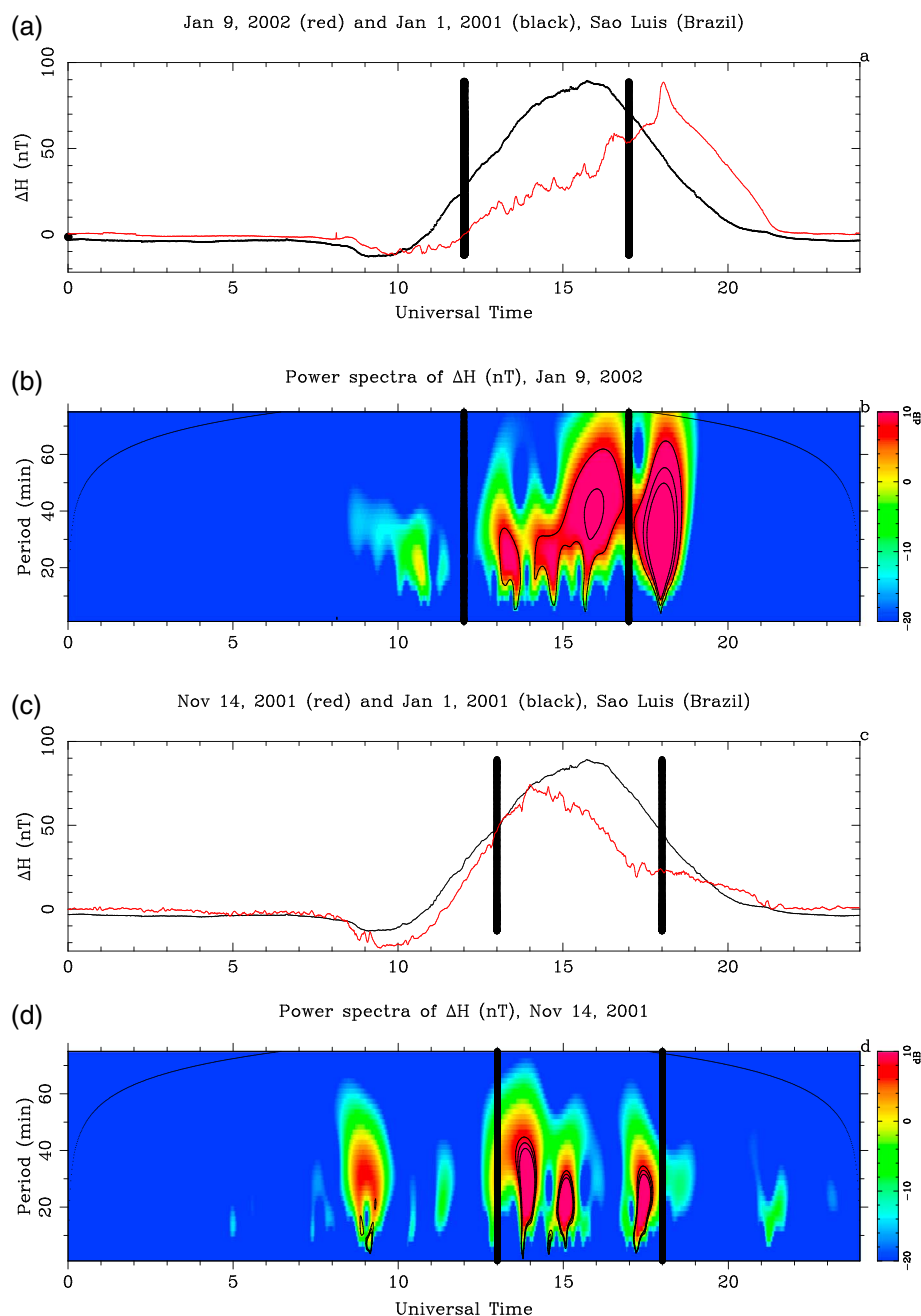 (a)
Jan 9, 2002 (red) and Jan 1, 2001 (black), Sao Luis (Brazil)
a
100
50
0
ΔH (nT)
0 5 10 15 20
Universal Time
(b)
Power spectra of ΔH (nT), Jan 9, 2002
b
60
40
20
Period (min)
0 5 10 15 20
10
0
-10
-20
dB
(c)
Nov 14, 2001 (red) and Jan 1, 2001 (black), Sao Luis (Brazil)
c
100
50
0
ΔH (nT)
0 5 10 15 20
(d)
Power spectra of ΔH (nT), Nov 14, 2001
d
60
40
20
Period (min)
0 5 10 15 20
Universal Time
10
0
-10
-20
dB